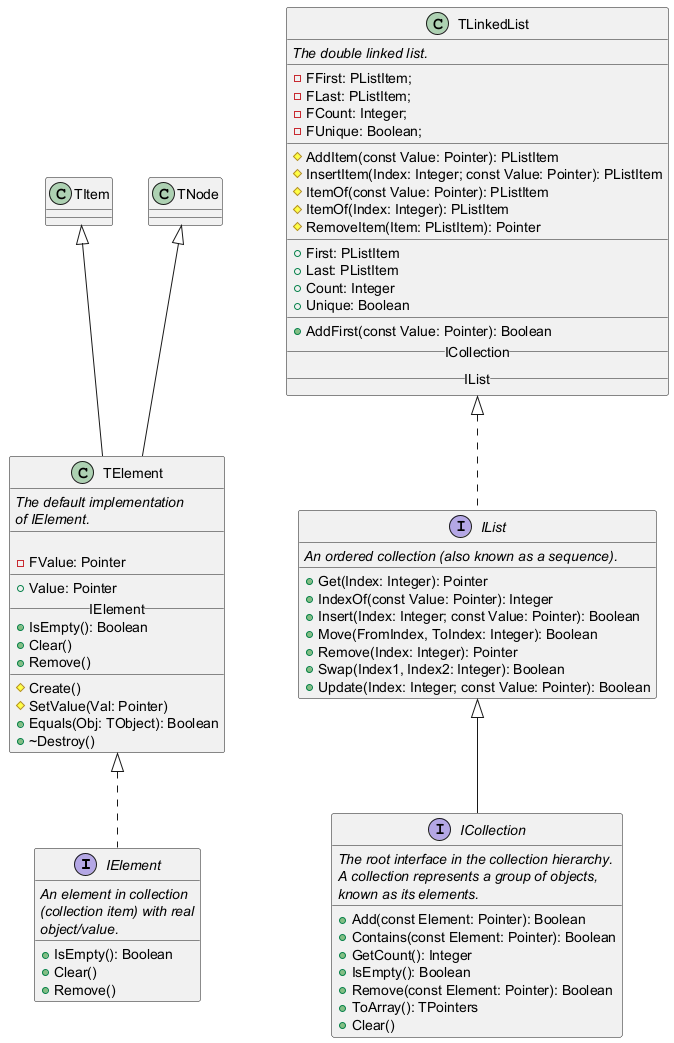 C TLinkedList
The double linked list.
FFirst: PListItem;
FLast: PListItem;
FCount: Integer;
FUnique: Boolean;
AddItem(const Value: Pointer): PListItem
InsertItem(Index: Integer; const Value: Pointer): PListItem
ItemOf(const Value: Pointer): PListItem
ItemOf(Index: Integer): PListItem
RemoveItem(Item: PListItem): Pointer
First: PListItem
Last: PListItem
Count: Integer
Unique: Boolean
AddFirst(const Value: Pointer): Boolean
ICollection
IList
C TItem
C TNode
C TElement
The default implementation
of IElement.
FValue: Pointer
Value: Pointer
IElement
IsEmpty(): Boolean
Clear()
Remove()
Create()
SetValue(Val: Pointer)
Equals(Obj: TObject): Boolean
~Destroy()
I IList
An ordered collection (also known as a sequence).
Get(Index: Integer): Pointer
IndexOf(const Value: Pointer): Integer
Insert(Index: Integer; const Value: Pointer): Boolean
Move(FromIndex, ToIndex: Integer): Boolean
Remove(Index: Integer): Pointer
Swap(Index1, Index2: Integer): Boolean
Update(Index: Integer; const Value: Pointer): Boolean
I IElement
An element in collection
(collection item) with real
object/value.
IsEmpty(): Boolean
Clear()
Remove()
I ICollection
The root interface in the collection hierarchy.
A collection represents a group of objects,
known as its elements.
Add(const Element: Pointer): Boolean
Contains(const Element: Pointer): Boolean
GetCount(): Integer
IsEmpty(): Boolean
Remove(const Element: Pointer): Boolean
ToArray(): TPointers
Clear()